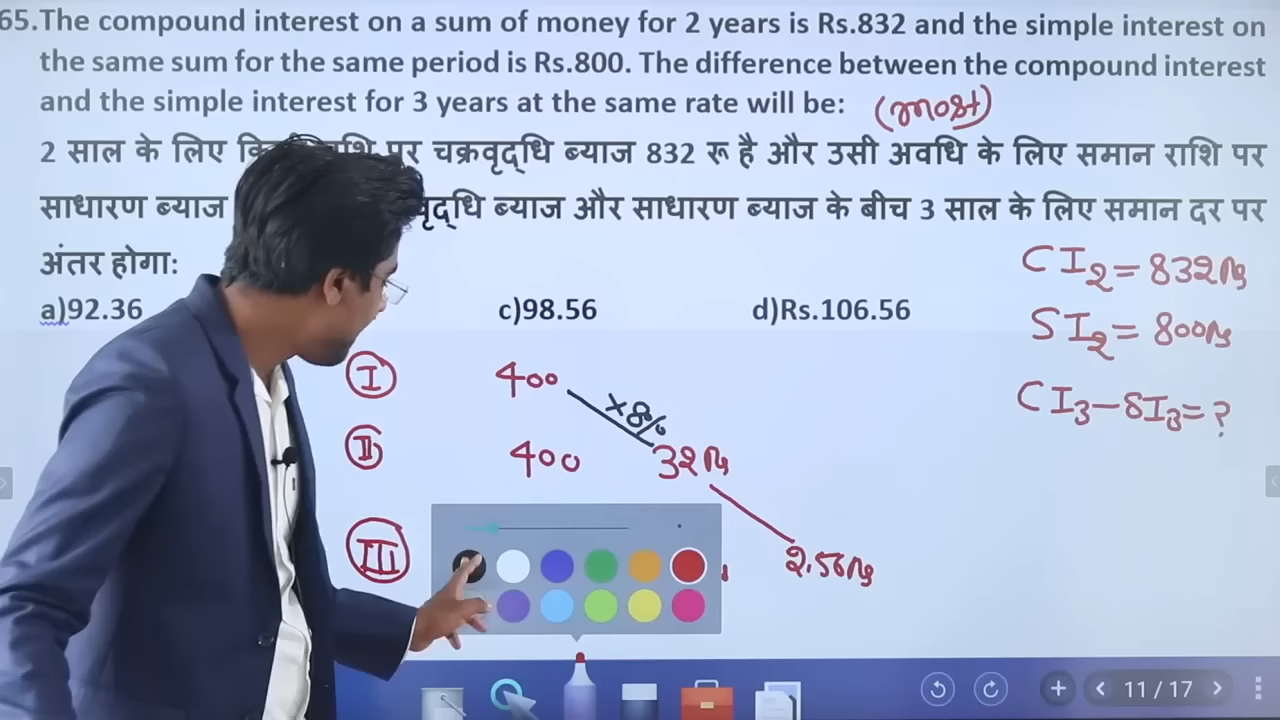 65.The compound interest on a sum of money for 2 years is Rs.832 and the simple interest on
the same sum for the same period is Rs.800. The difference between the compound interest
and the simple interest for 3 years at the same rate will be: (most)
2 साल के लिए पर चक्रवृद्धि ब्याज 832 रू है और उसी अवधि के लिए समान राशि पर
साधारण ब्याज ब्याज और साधारण ब्याज के बीच 3 साल के लिए समान दर पर
अंतर होगा:
CI2=832Rs
a)92.36 c)98.56 d)Rs.106.56
SI2=800Rs
I 400
×8%
CI3-SI3=?
II 400 32Rs
III 2.56Rs
11 / 17